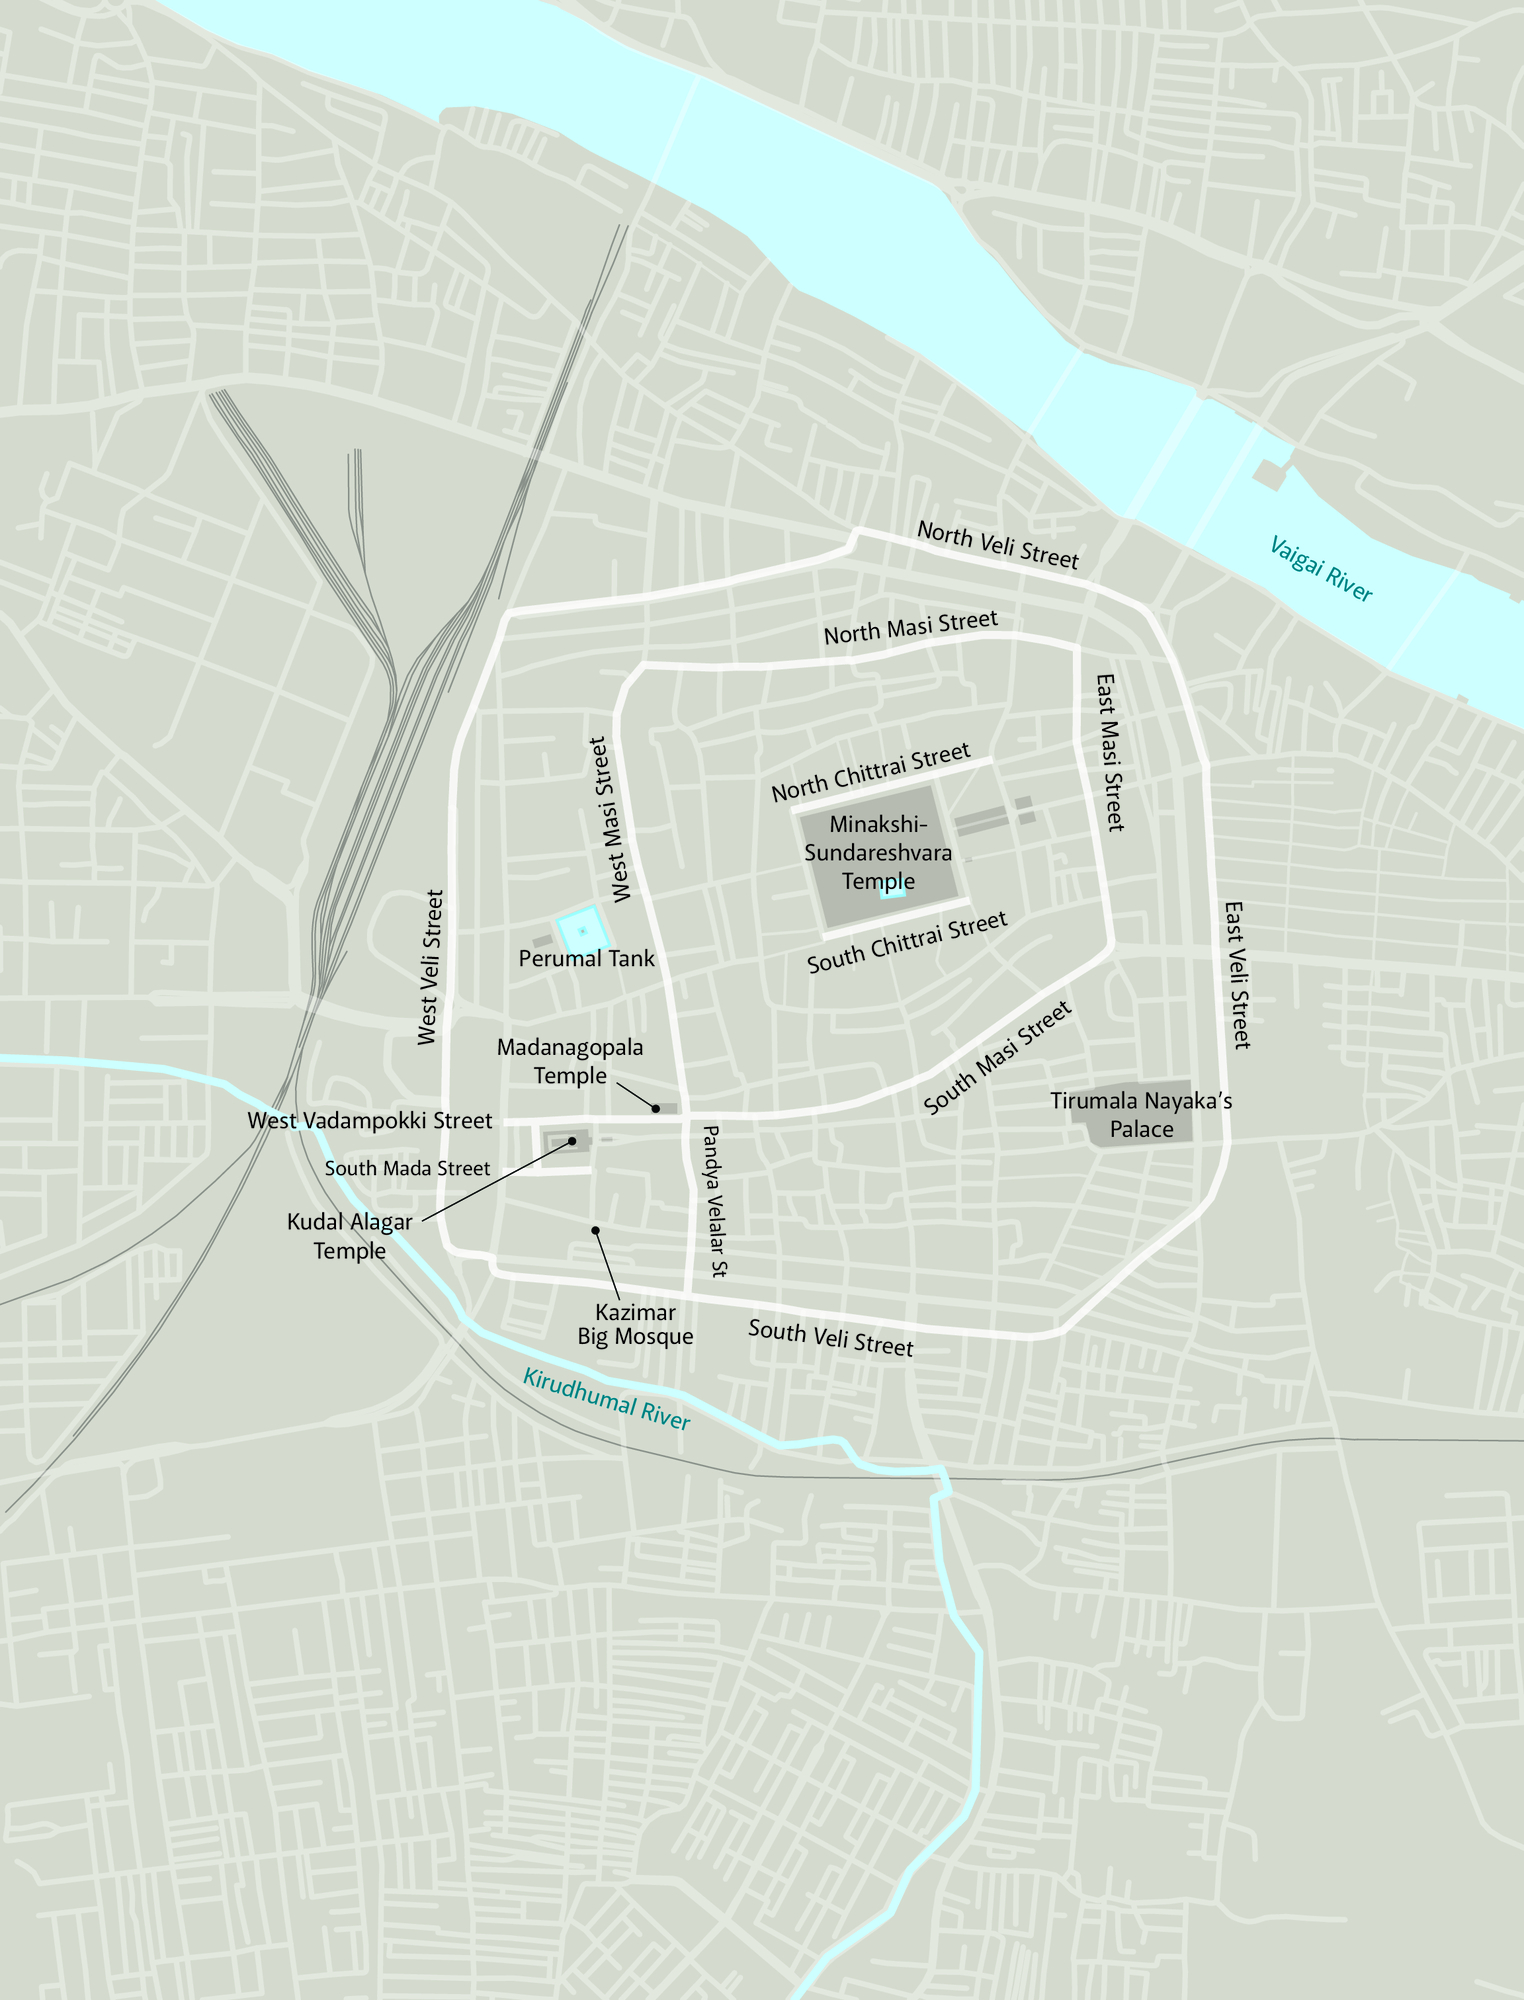 North Veli Street
Vaigai River
North Masi Street
East Masi Street
West Masi Street
North Chittrai Street
Minakshi-
Sundareshvara
Temple
South Chittrai Street
West Veli Street
East Veli Street
Perumal Tank
South Masi Street
Madanagopala
Temple
Tirumala Nayaka’s
Palace
West Vadampokki Street
Pandya Velalar St
South Mada Street
Kudal Alagar
Temple
Kazimar
Big Mosque
South Veli Street
Kirudhumal River